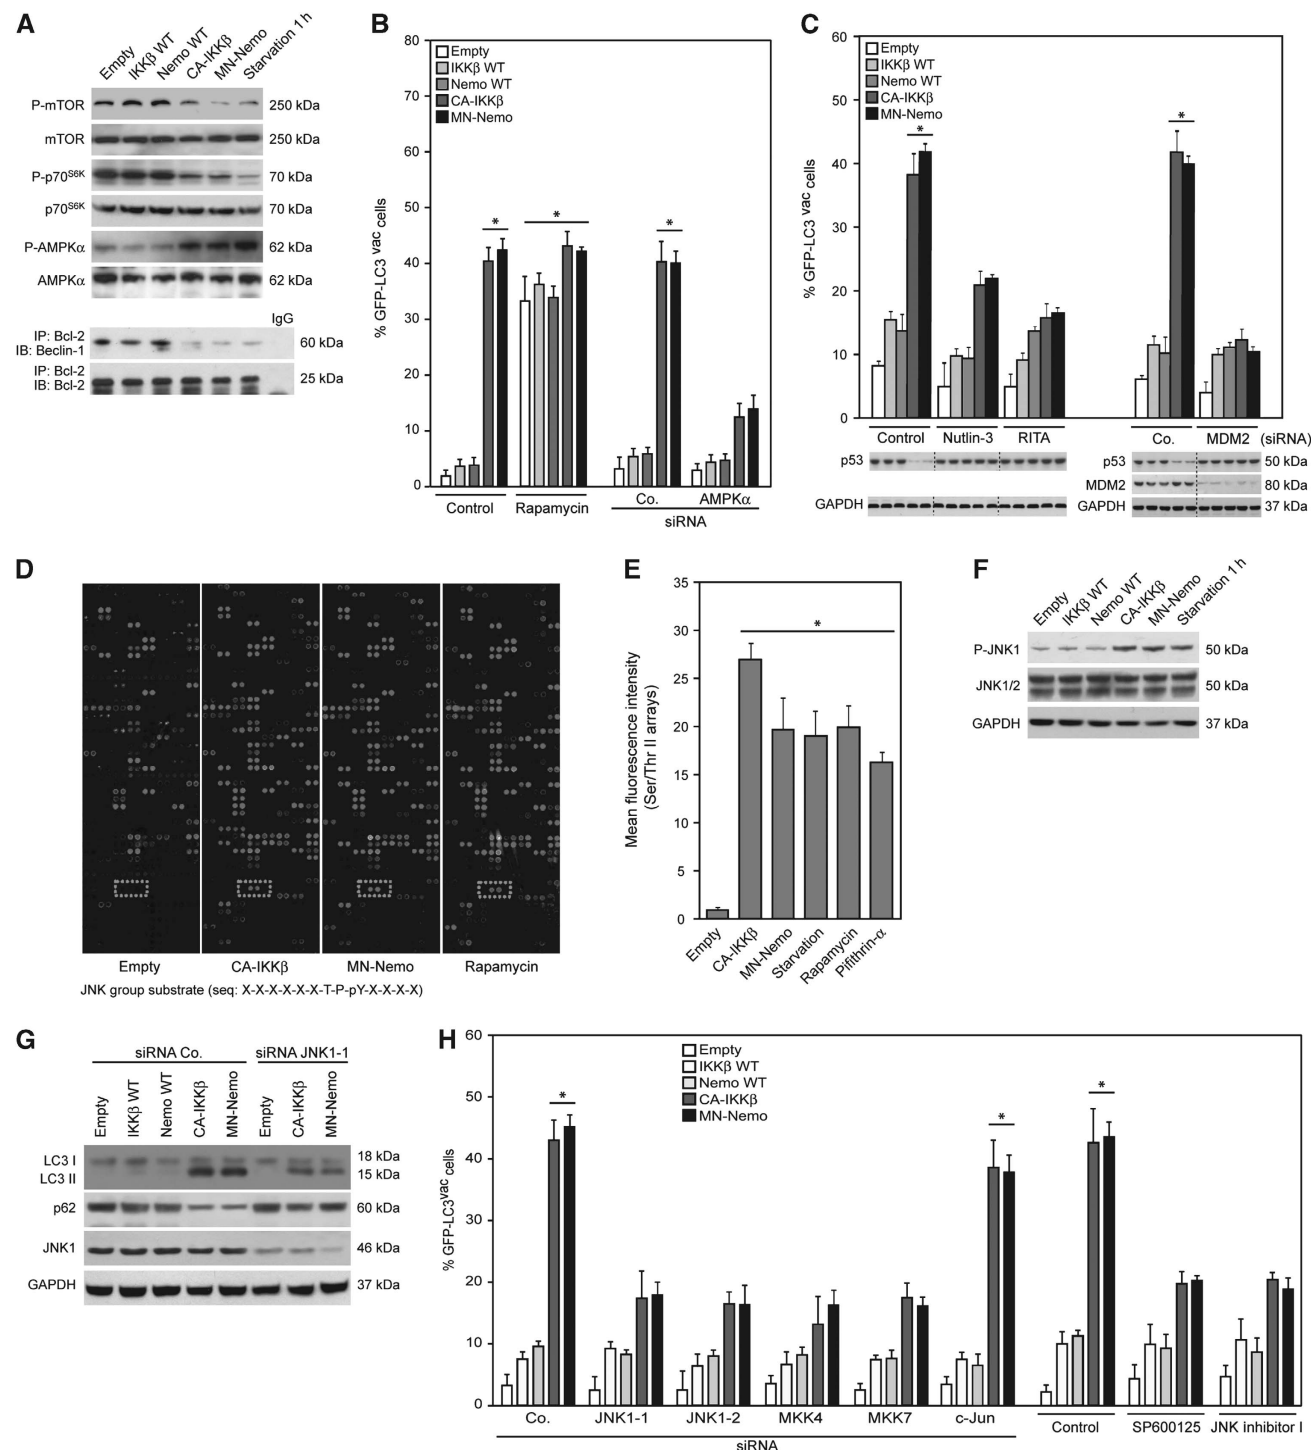 A
Empty
IKKβ WT
Nemo WT
CA-IKKβ
MN-Nemo
Starvation 1 h
P-mTOR 250 kDa
mTOR 250 kDa
P-p70S6K 70 kDa
p70S6K 70 kDa
P-AMPKα 62 kDa
AMPKα 62 kDa
IgG
IP: Bcl-2
IB: Beclin-1 60 kDa
IP: Bcl-2
IB: Bcl-2 25 kDa
B
% GFP-LC3 vac cells
80
70
60
50
40
30
20
10
0
Empty
IKKβ WT
Nemo WT
CA-IKKβ
MN-Nemo
* * *
Control Rapamycin Co. AMPKα
siRNA
C
% GFP-LC3 vac cells
60
50
40
30
20
10
0
Empty
IKKβ WT
Nemo WT
CA-IKKβ
MN-Nemo
* *
Control Nutlin-3 RITA Co. MDM2 (siRNA)
p53 p53 50 kDa
MDM2 80 kDa
GAPDH GAPDH 37 kDa
D
Empty CA-IKKβ MN-Nemo Rapamycin
JNK group substrate (seq: X-X-X-X-X-X-T-P-pY-X-X-X-X)
E
Mean fluorescence intensity
(Ser/Thr II arrays)
35
30
25
20
15
10
5
0
*
Empty
CA-IKKβ
MN-Nemo
Starvation
Rapamycin
Pifithrin-α
F
Empty
IKKβ WT
Nemo WT
CA-IKKβ
MN-Nemo
Starvation 1 h
P-JNK1 50 kDa
JNK1/2 50 kDa
GAPDH 37 kDa
G
siRNA Co. siRNA JNK1-1
Empty
IKKβ WT
Nemo WT
CA-IKKβ
MN-Nemo
Empty
CA-IKKβ
MN-Nemo
LC3 I 18 kDa
LC3 II 15 kDa
p62 60 kDa
JNK1 46 kDa
GAPDH 37 kDa
H
% GFP-LC3vac cells
60
50
40
30
20
10
0
Empty
IKKβ WT
Nemo WT
CA-IKKβ
MN-Nemo
* * *
Co. JNK1-1 JNK1-2 MKK4 MKK7 c-Jun Control SP600125 JNK inhibitor I
siRNA